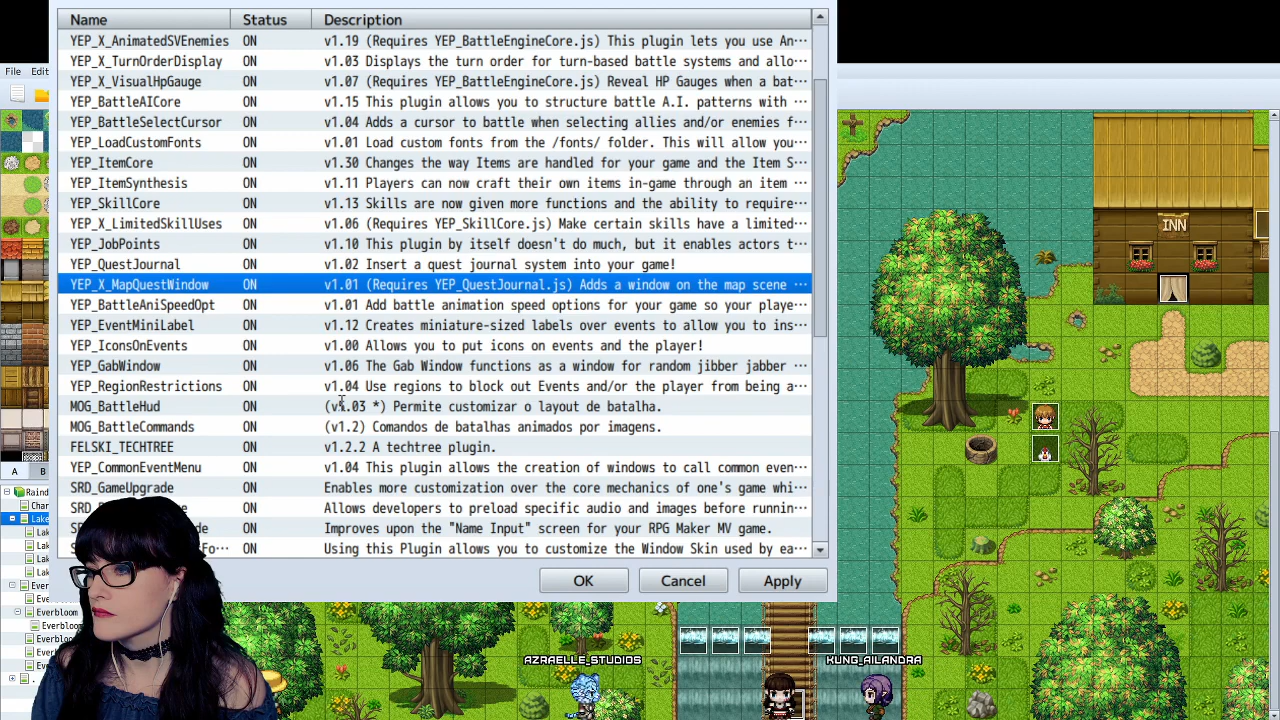 Name Status Description
YEP_X_AnimatedSVEnemies ON v1.19 (Requires YEP_BattleEngineCore.js) This plugin lets you use An···
File Edit YEP_X_TurnOrderDisplay ON v1.03 Displays the turn order for turn-based battle systems and allo···
YEP_X_VisualHpGauge ON v1.07 (Requires YEP_BattleEngineCore.js) Reveal HP Gauges when a bat···
YEP_BattleAICore ON v1.15 This plugin allows you to structure battle A.I. patterns with ···
YEP_BattleSelectCursor ON v1.04 Adds a cursor to battle when selecting allies and/or enemies f···
YEP_LoadCustomFonts ON v1.01 Load custom fonts from the /fonts/ folder. This will allow you···
YEP_ItemCore ON v1.30 Changes the way Items are handled for your game and the Item S···
YEP_ItemSynthesis ON v1.11 Players can now craft their own items in-game through an item ···
YEP_SkillCore ON v1.13 Skills are now given more functions and the ability to require···
YEP_X_LimitedSkillUses ON v1.06 (Requires YEP_SkillCore.js) Make certain skills have a limited···
INN
YEP_JobPoints ON v1.10 This plugin by itself doesn't do much, but it enables actors t···
YEP_QuestJournal ON v1.02 Insert a quest journal system into your game!
YEP_X_MapQuestWindow ON v1.01 (Requires YEP_QuestJournal.js) Adds a window on the map scene ···
YEP_BattleAniSpeedOpt ON v1.01 Add battle animation speed options for your game so your playe···
YEP_EventMiniLabel ON v1.12 Creates miniature-sized labels over events to allow you to ins···
YEP_IconsOnEvents ON v1.00 Allows you to put icons on events and the player!
YEP_GabWindow ON v1.06 The Gab Window functions as a window for random jibber jabber ···
YEP_RegionRestrictions ON v1.04 Use regions to block out Events and/or the player from being a···
MOG_BattleHud ON (v1.03 *) Permite customizar o layout de batalha.
MOG_BattleCommands ON (v1.2) Comandos de batalhas animados por imagens.
FELSKI_TECHTREE ON v1.2.2 A techtree plugin.
A B YEP_CommonEventMenu ON v1.04 This plugin allows the creation of windows to call common even···
SRD_GameUpgrade ON Enables more customization over the core mechanics of one's game whi···
ON Allows developers to preload specific audio and images before runnin···
ON Improves upon the "Name Input" screen for your RPG Maker MV game.
ON Using this Plugin allows you to customize the Window Skin used by ea···
OK Cancel Apply
AZRAELLE_STUDIOS KUNG_AILANDRA